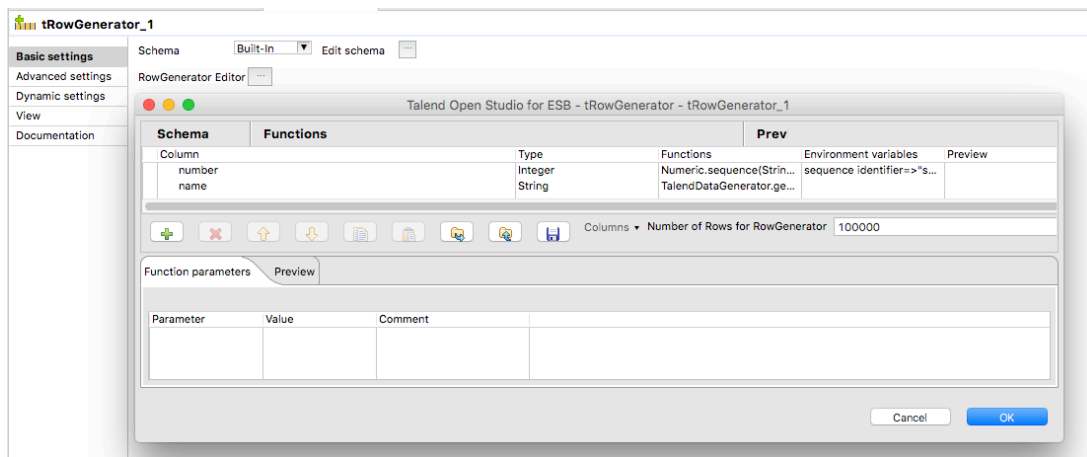 tRowGenerator_1
Basic settings
Advanced settings
Dynamic settings
View
Documentation
Schema Built-In Edit schema ...
RowGenerator Editor ...
Talend Open Studio for ESB - tRowGenerator - tRowGenerator_1
Schema Functions Prev
Column Type Functions Environment variables Preview
number Integer Numeric.sequence(Strin... sequence identifier=>"s...
name String TalendDataGenerator.ge...
Columns Number of Rows for RowGenerator 100000
Function parameters Preview
Parameter Value Comment
Cancel OK